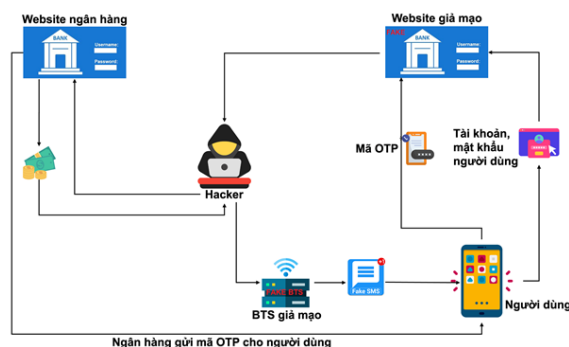 Website ngân hàng
BANK
Username:
Password:
Website giả mạo
FAKE
BANK
Username:
Password:
Mã OTP
Tài khoản,
mật khẩu
người dùng
Hacker
FAKE BTS
BTS giả mạo
+1
Fake SMS
Người dùng
Ngân hàng gửi mã OTP cho người dùng